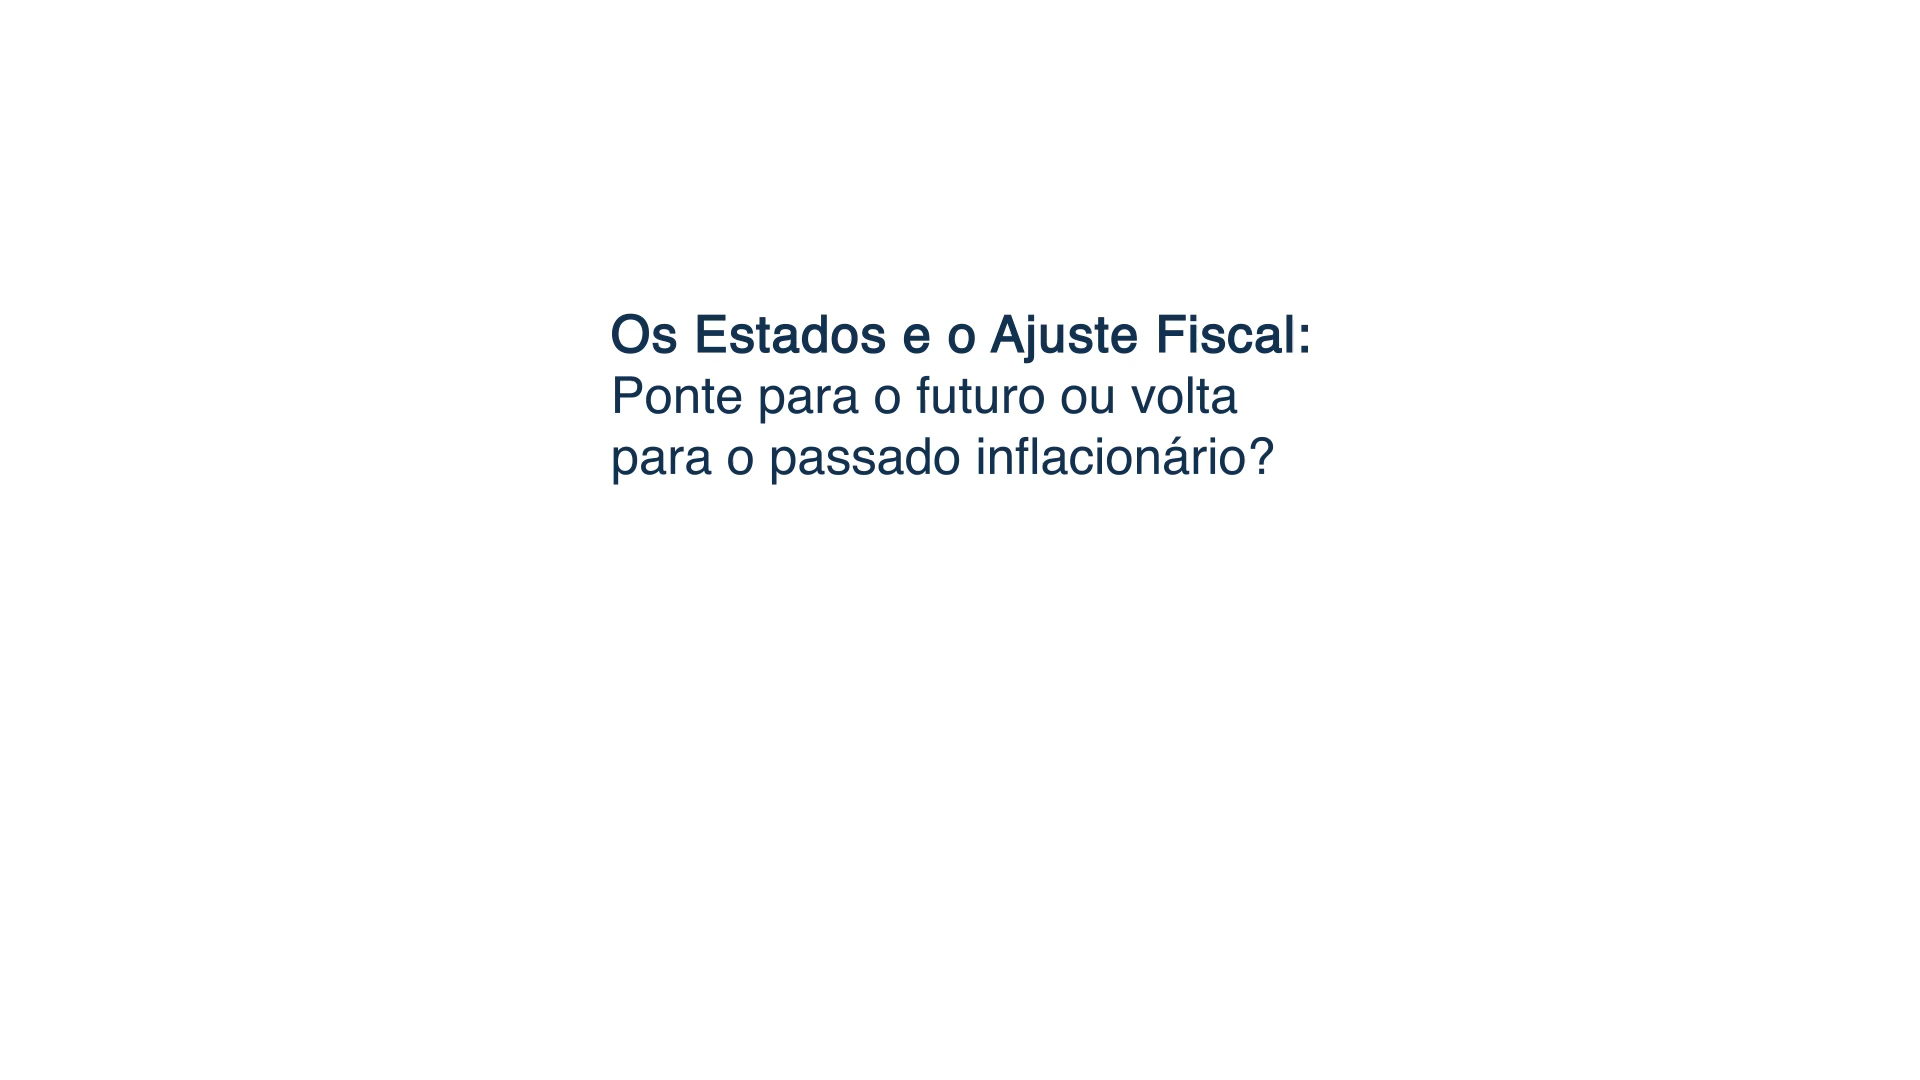 Os Estados e o Ajuste Fiscal:
Ponte para o futuro ou volta
para o passado inflacionário?